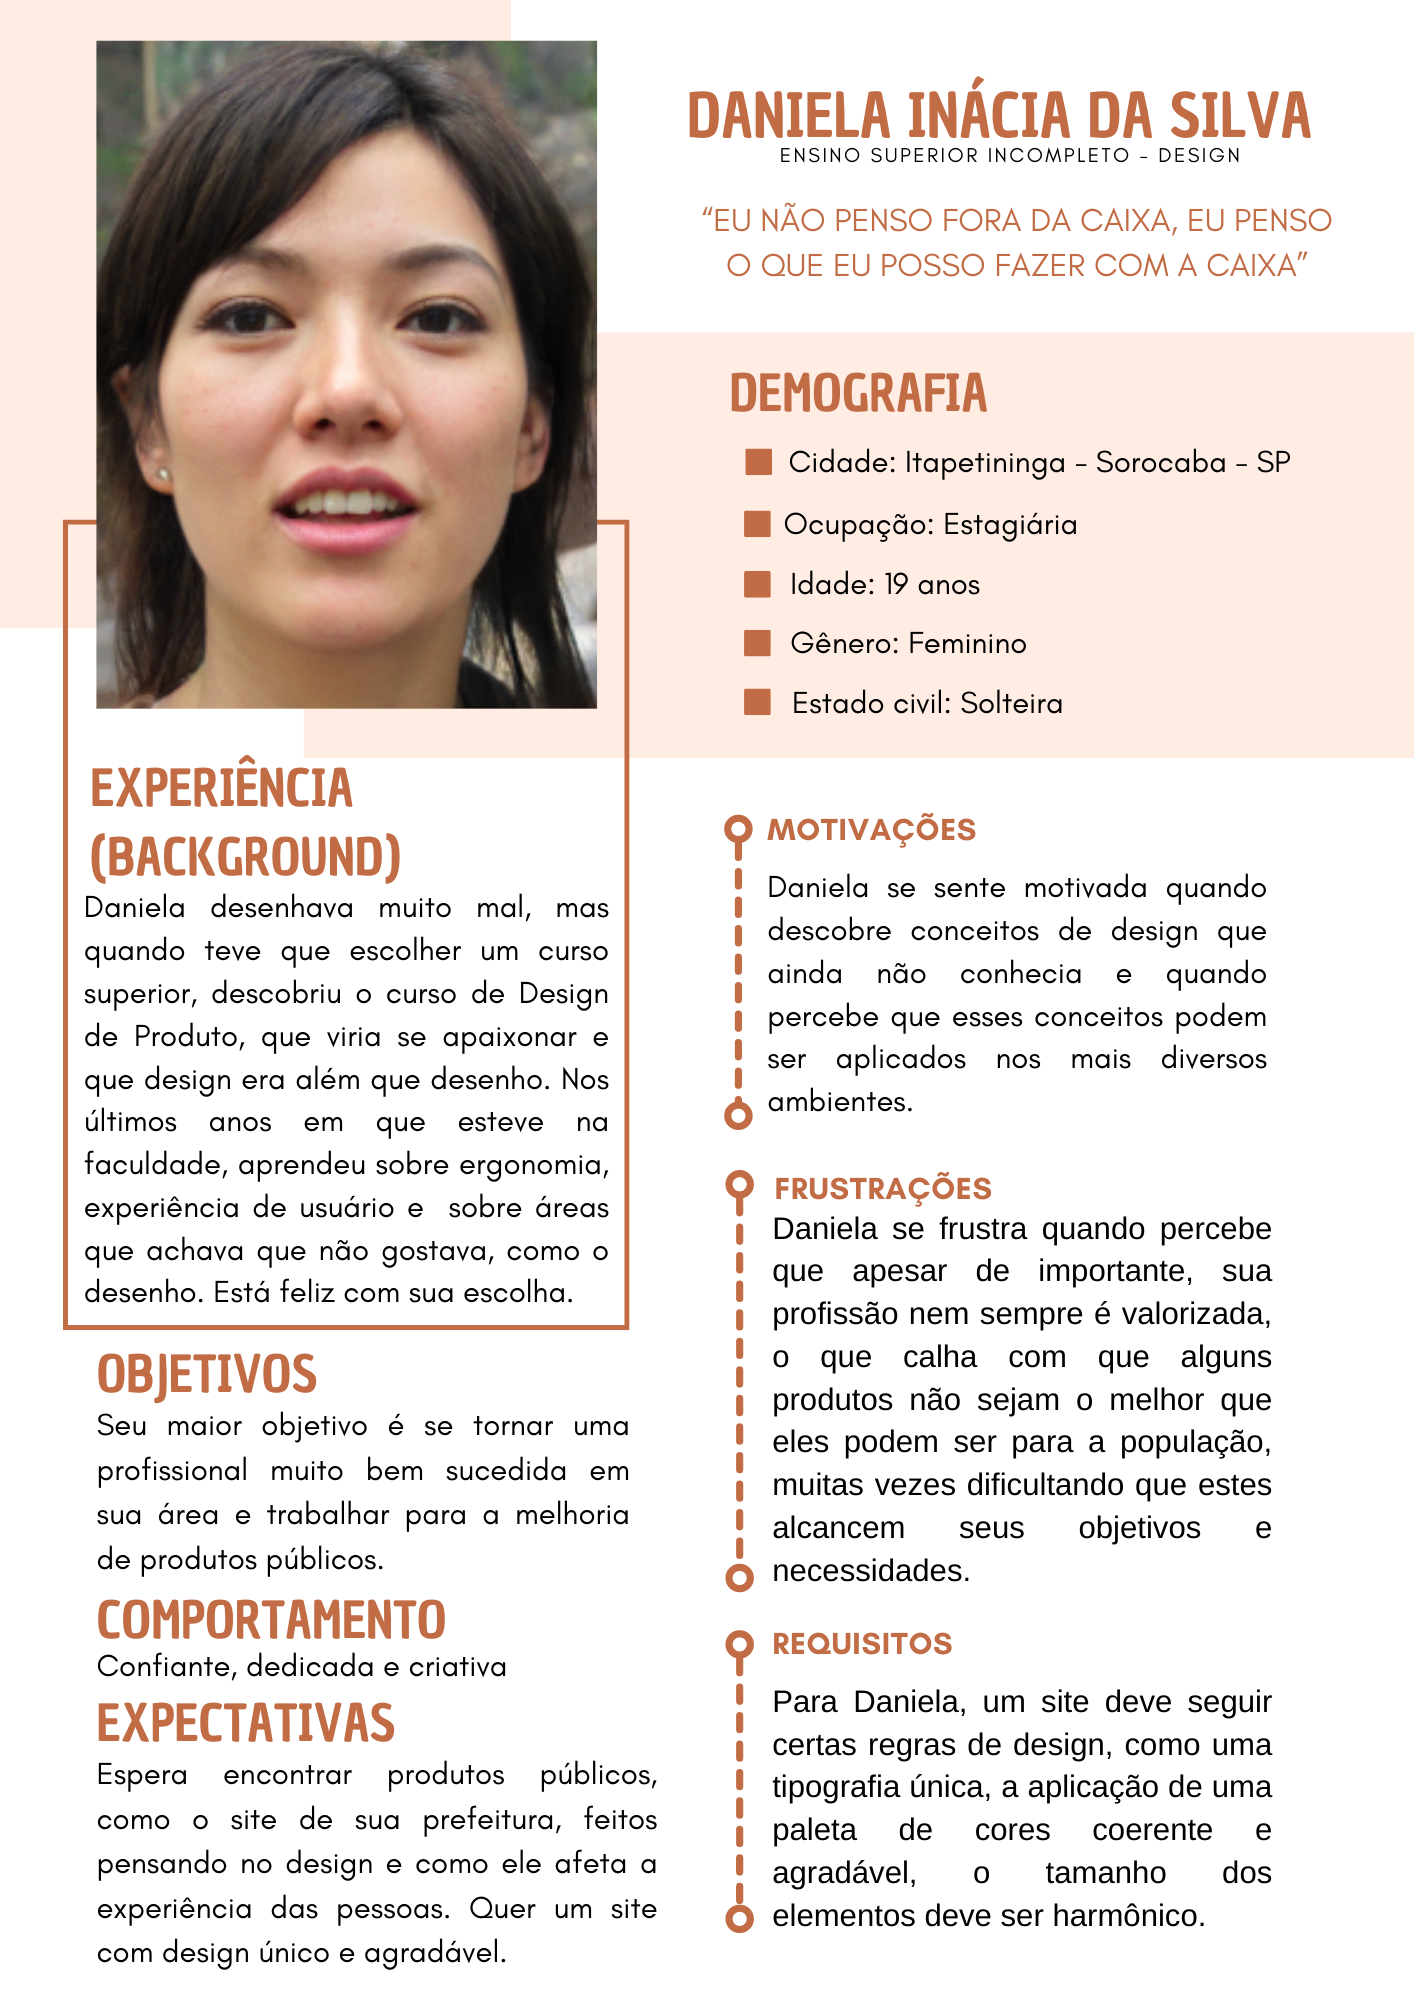 DANIELA INÁCIA DA SILVA
ENSINO SUPERIOR INCOMPLETO - DESIGN
“EU NÃO PENSO FORA DA CAIXA, EU PENSO
O QUE EU POSSO FAZER COM A CAIXA”
DEMOGRAFIA
Cidade: Itapetininga - Sorocaba - SP
Ocupação: Estagiária
Idade: 19 anos
Gênero: Feminino
Estado civil: Solteira
EXPERIÊNCIA
(BACKGROUND)
Daniela desenhava muito mal, mas
quando teve que escolher um curso
superior, descobriu o curso de Design
de Produto, que viria se apaixonar e
que design era além que desenho. Nos
últimos anos em que esteve na
faculdade, aprendeu sobre ergonomia,
experiência de usuário e sobre áreas
que achava que não gostava, como o
desenho. Está feliz com sua escolha.
OBJETIVOS
Seu maior objetivo é se tornar uma
profissional muito bem sucedida em
sua área e trabalhar para a melhoria
de produtos públicos.
COMPORTAMENTO
Confiante, dedicada e criativa
EXPECTATIVAS
Espera encontrar produtos públicos,
como o site de sua prefeitura, feitos
pensando no design e como ele afeta a
experiência das pessoas. Quer um site
com design único e agradável.
MOTIVAÇÕES
Daniela se sente motivada quando
descobre conceitos de design que
ainda não conhecia e quando
percebe que esses conceitos podem
ser aplicados nos mais diversos
ambientes.
FRUSTRAÇÕES
Daniela se frustra quando percebe
que apesar de importante, sua
profissão nem sempre é valorizada,
o que calha com que alguns
produtos não sejam o melhor que
eles podem ser para a população,
muitas vezes dificultando que estes
alcancem seus objetivos e
necessidades.
REQUISITOS
Para Daniela, um site deve seguir
certas regras de design, como uma
tipografia única, a aplicação de uma
paleta de cores coerente e
agradável, o tamanho dos
elementos deve ser harmônico.